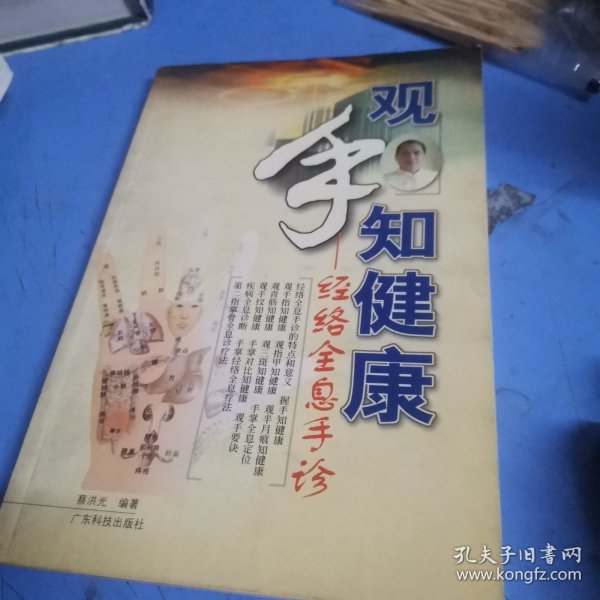 观手知健康
—经络全息手诊
经络全息手诊的特点和意义 握手知健康
观手指知健康 观指甲知健康 观半月痕知健康
观青筋知健康 观三斑知健康 手掌全息定位
观手纹知健康 手掌对比知健康 观手要诀
疾病全息诊断 手掌经络全息疗法
第二指掌骨全息诊疗法
蔡洪光 编著
广东科技出版社
孔夫子旧书网
www.kongfz.com